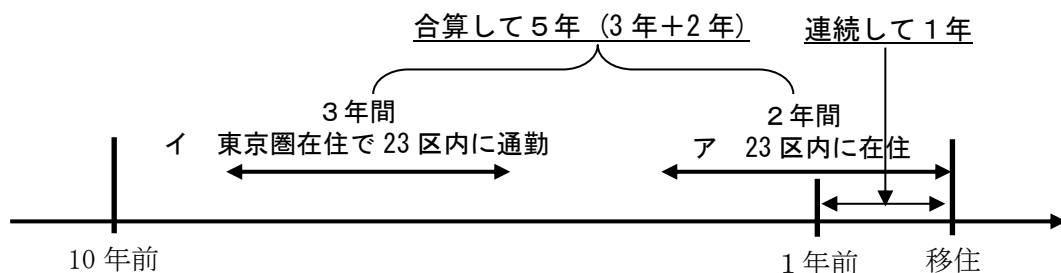 合算して５年（3 年＋2 年）
連続して１年
３年間
２年間
イ　東京圏在住で 23 区内に通勤
ア　23 区内に在住
10 年前
1 年前
移住